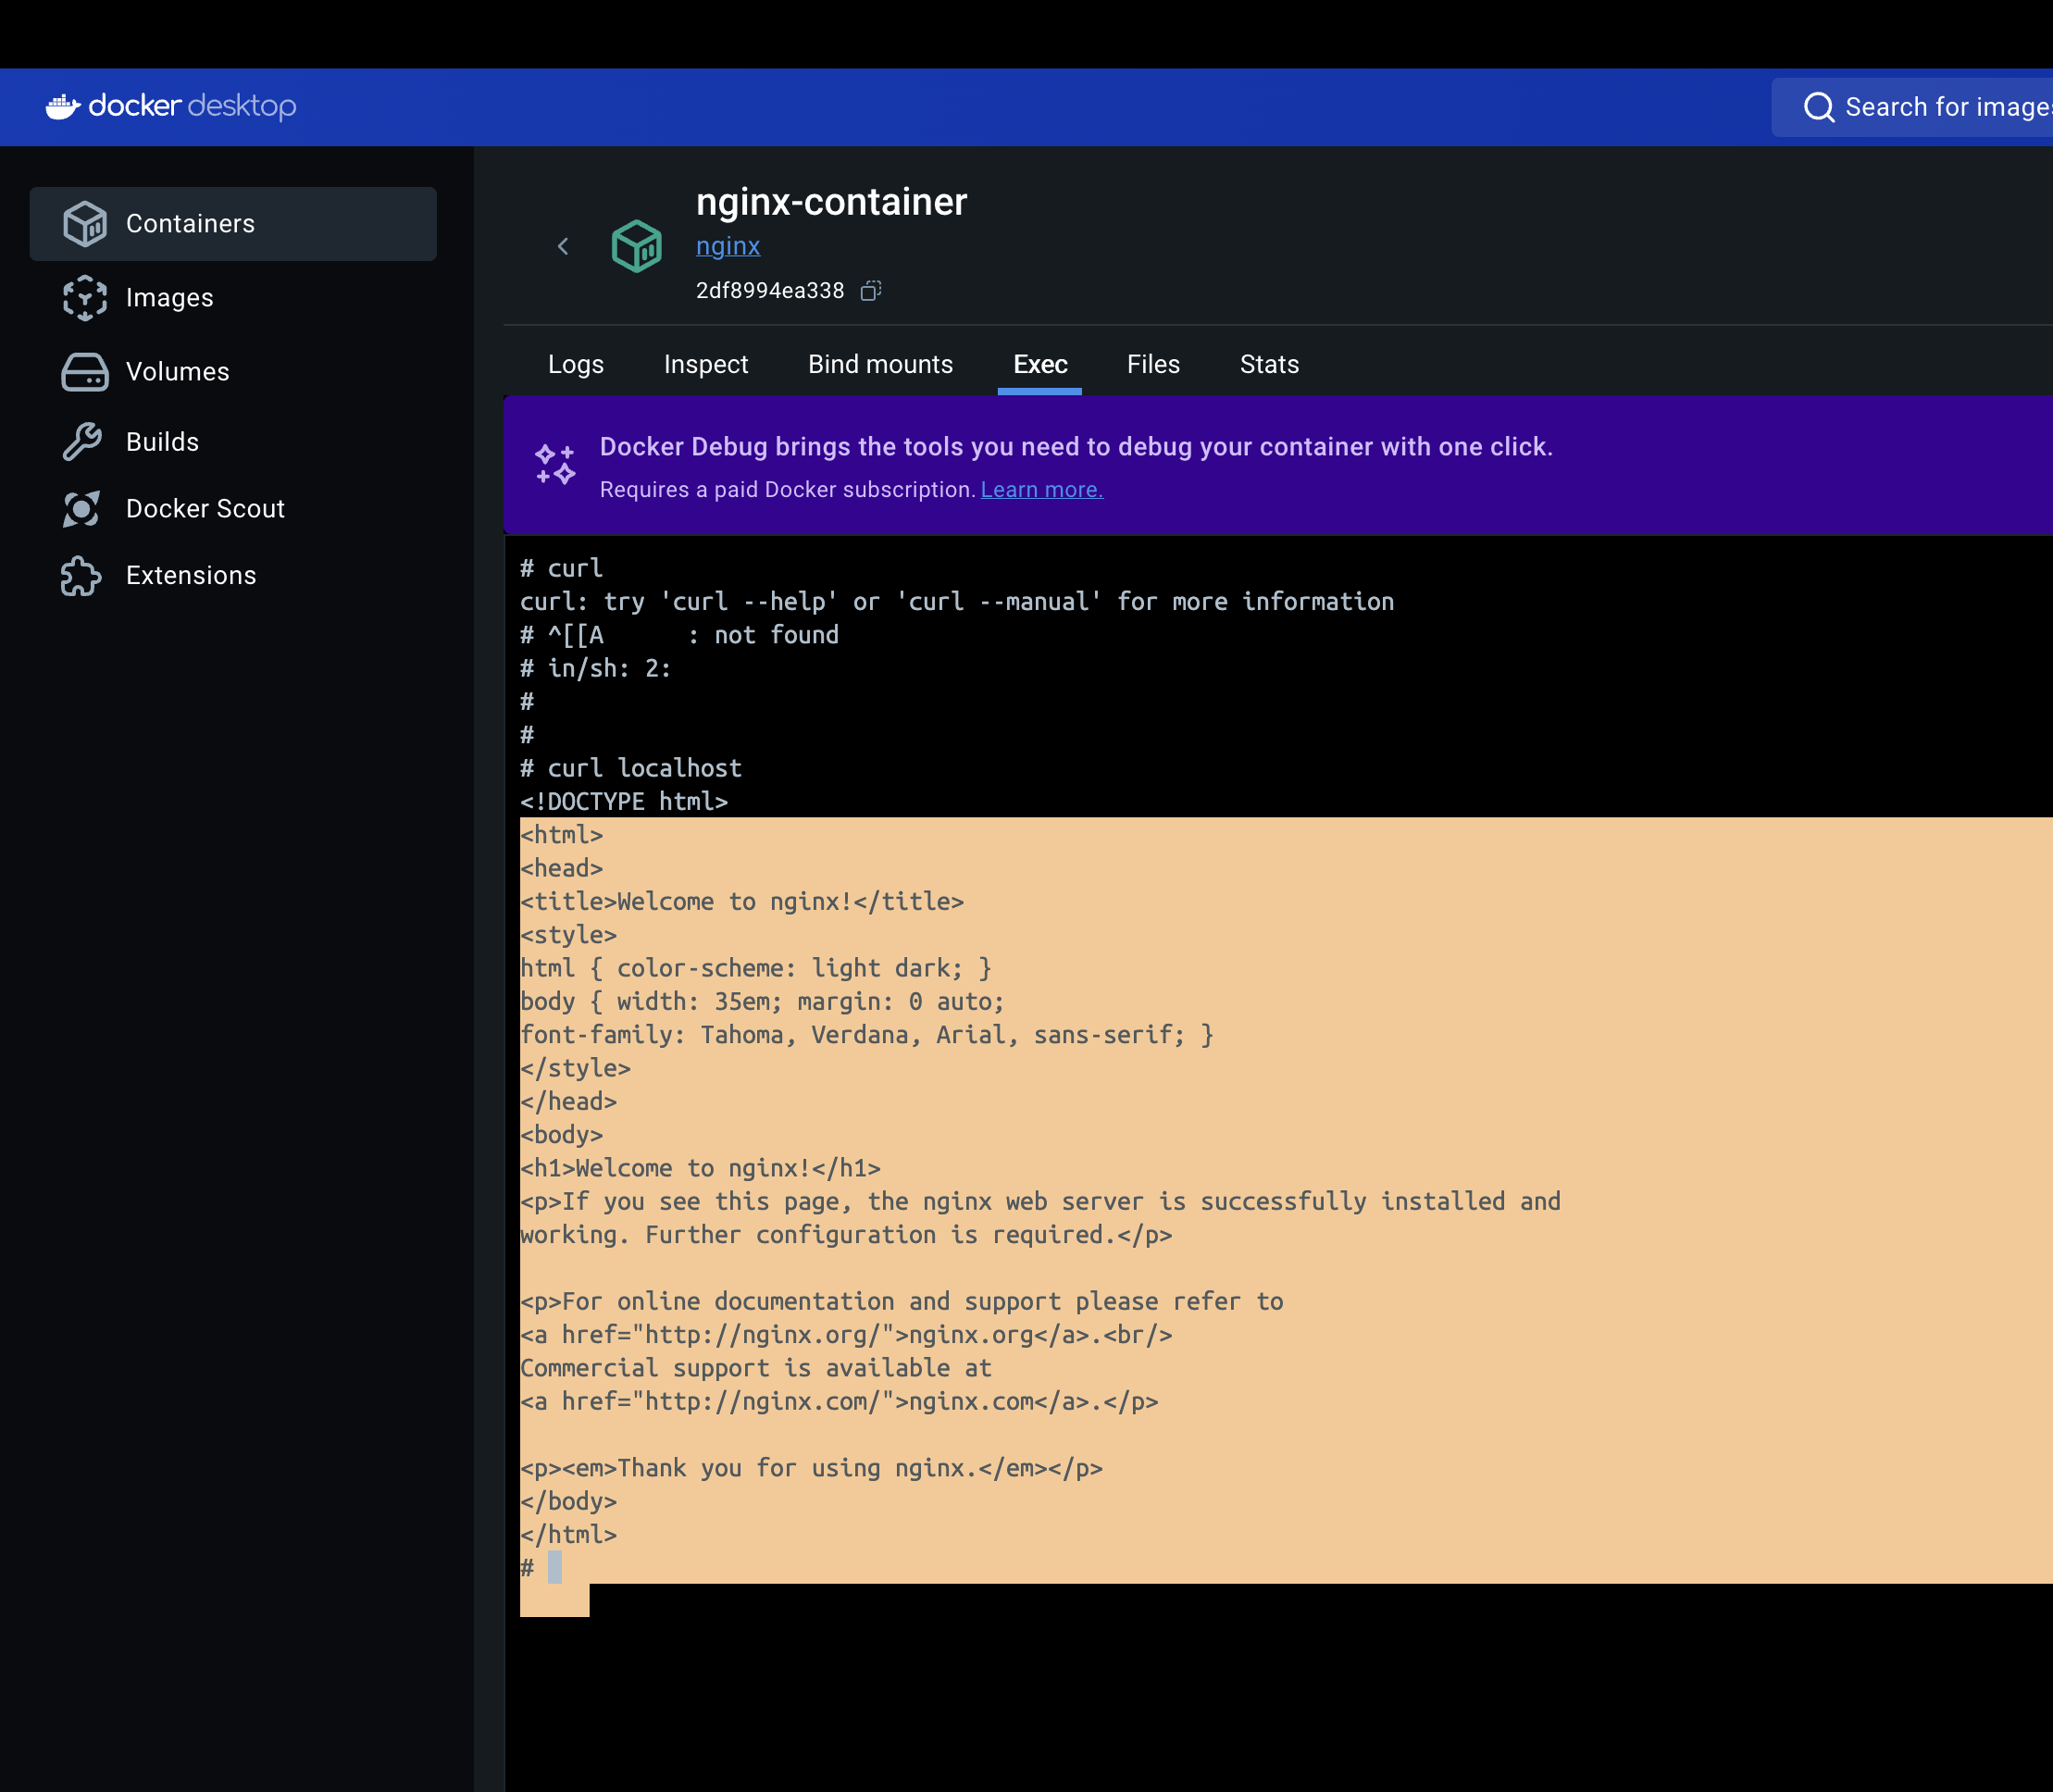 docker desktop
Search for images
Containers
Images
Volumes
Builds
Docker Scout
Extensions
nginx-container
nginx
2df8994ea338
Logs Inspect Bind mounts Exec Files Stats
Docker Debug brings the tools you need to debug your container with one click.
Requires a paid Docker subscription. Learn more.
# curl
curl: try 'curl --help' or 'curl --manual' for more information
# ^[[A      : not found
# in/sh: 2:
#
#
# curl localhost
<!DOCTYPE html>
<html>
<head>
<title>Welcome to nginx!</title>
<style>
html { color-scheme: light dark; }
body { width: 35em; margin: 0 auto;
font-family: Tahoma, Verdana, Arial, sans-serif; }
</style>
</head>
<body>
<h1>Welcome to nginx!</h1>
<p>If you see this page, the nginx web server is successfully installed and
working. Further configuration is required.</p>
<p>For online documentation and support please refer to
<a href="http://nginx.org/">nginx.org</a>.<br/>
Commercial support is available at
<a href="http://nginx.com/">nginx.com</a>.</p>
<p><em>Thank you for using nginx.</em></p>
</body>
</html>
#